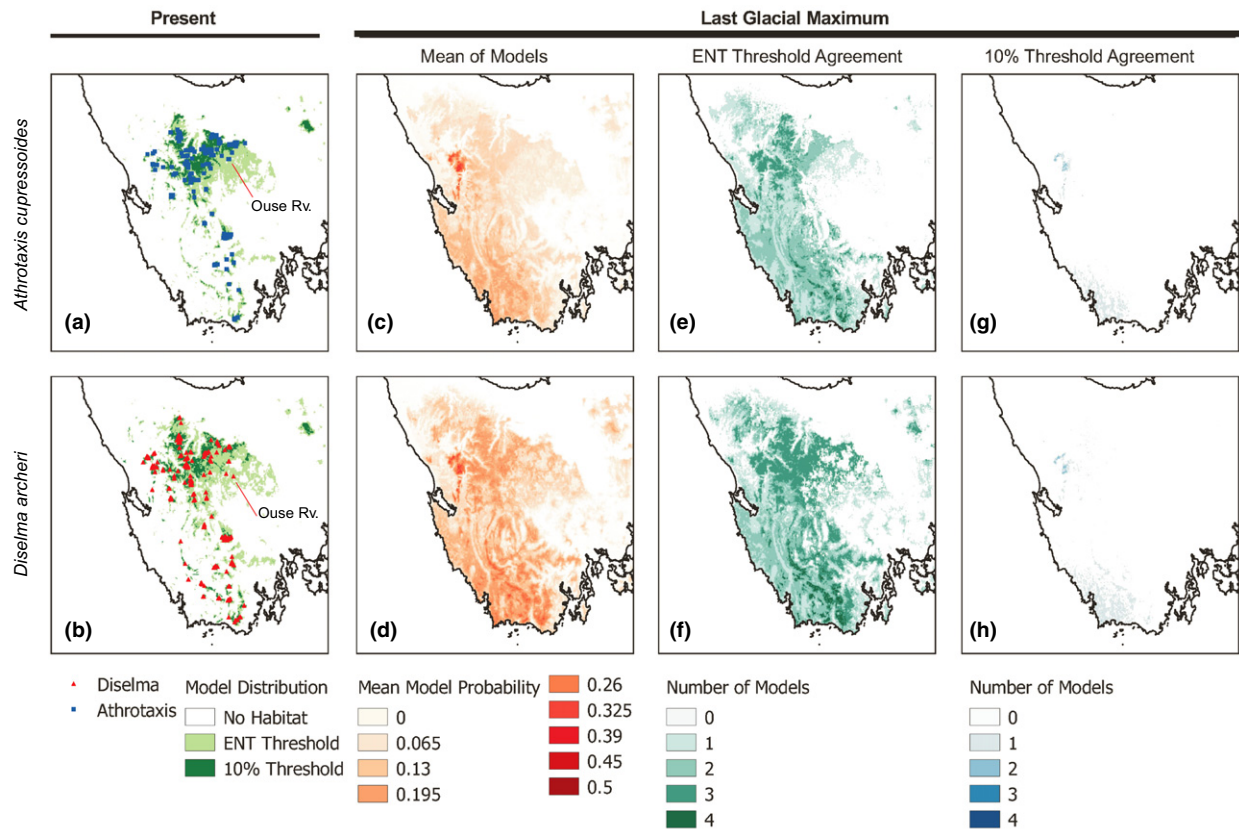 Present
Last Glacial Maximum
Mean of Models
ENT Threshold Agreement
10% Threshold Agreement
Athrotaxis cupressoides
Ouse Rv.
(a)
(c)
(e)
(g)
Diselma archeri
Ouse Rv.
(b)
(d)
(f)
(h)
Diselma
Athrotaxis
Model Distribution
No Habitat
ENT Threshold
10% Threshold
Mean Model Probability
0
0.065
0.13
0.195
0.26
0.325
0.39
0.45
0.5
Number of Models
0
1
2
3
4
Number of Models
0
1
2
3
4